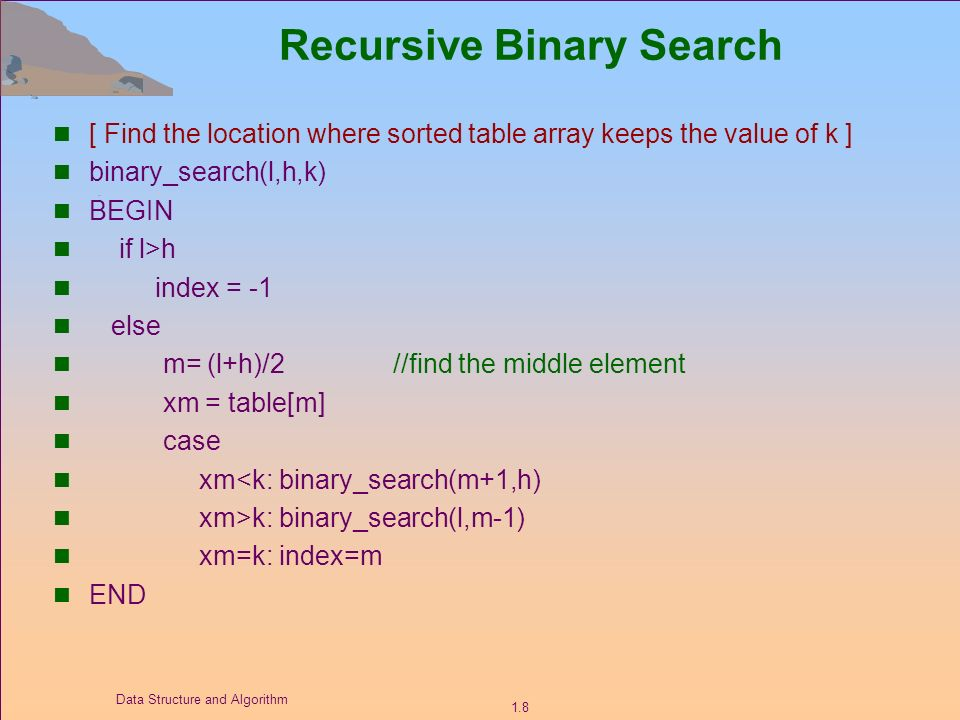 Recursive Binary Search
[ Find the location where sorted table array keeps the value of k ]
binary_search(l,h,k)
BEGIN
if l>h
index = -1
else
m= (l+h)/2 //find the middle element
xm = table[m]
case
xm<k: binary_search(m+1,h)
xm>k: binary_search(l,m-1)
xm=k: index=m
END
Data Structure and Algorithm
1.8